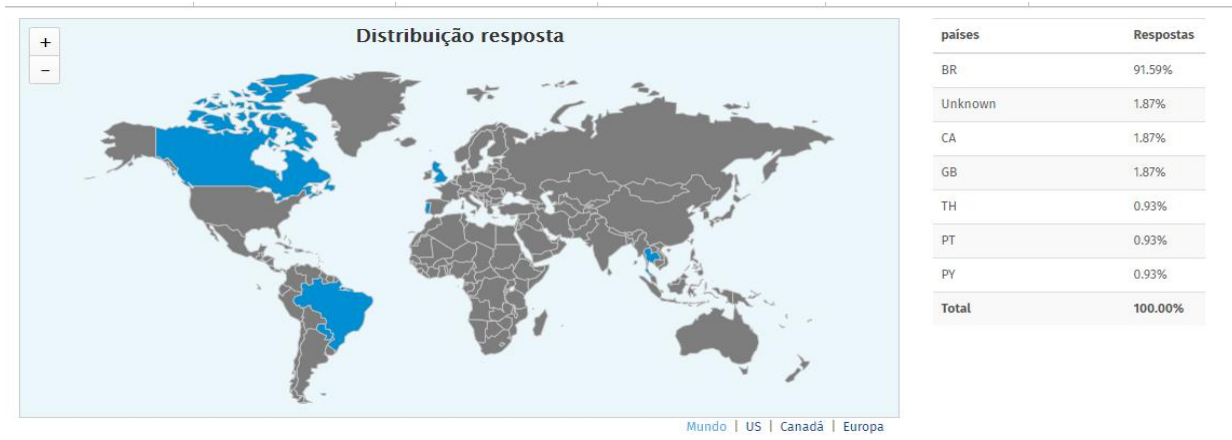 +
−
Distribuição resposta
Mundo | US | Canadá | Europa
países Respostas
BR 91.59%
Unknown 1.87%
CA 1.87%
GB 1.87%
TH 0.93%
PT 0.93%
PY 0.93%
Total 100.00%